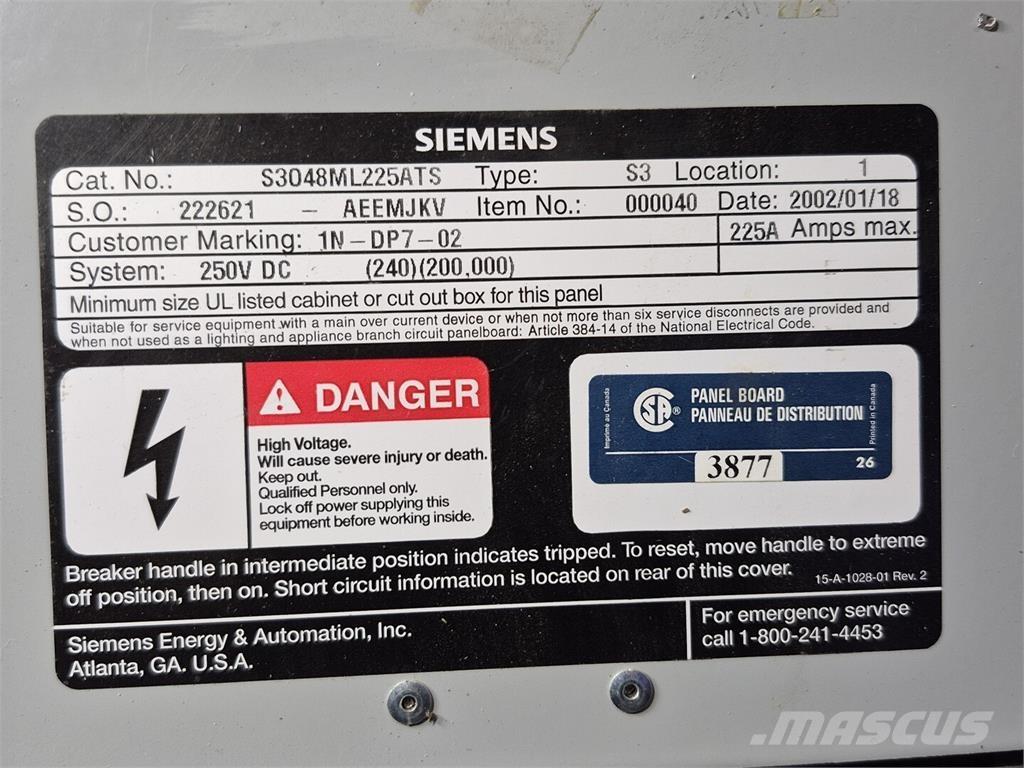 SIEMENS
Cat. No.: S3048ML225ATS Type: S3 Location: 1
S.O.: 222621 - AEEMJKV Item No.: 000040 Date: 2002/01/18
Customer Marking: 1N-DP7-02 225A Amps max.
System: 250V DC (240)(200,000)
Minimum size UL listed cabinet or cut out box for this panel
Suitable for service equipment with a main over current device or when not more than six service disconnects are provided and
when not used as a lighting and appliance branch circuit panelboard: Article 384-14 of the National Electrical Code.
DANGER
High Voltage.
Will cause severe injury or death.
Keep out.
Qualified Personnel only.
Lock off power supplying this
equipment before working inside.
Imprimé au Canada
CSA®
PANEL BOARD
PANNEAU DE DISTRIBUTION
Printed in Canada
3877
26
Breaker handle in intermediate position indicates tripped. To reset, move handle to extreme
off position, then on. Short circuit information is located on rear of this cover. 15-A-1028-01 Rev. 2
Siemens Energy & Automation, Inc.
Atlanta, GA. U.S.A.
For emergency service
call 1-800-241-4453
MASCUS